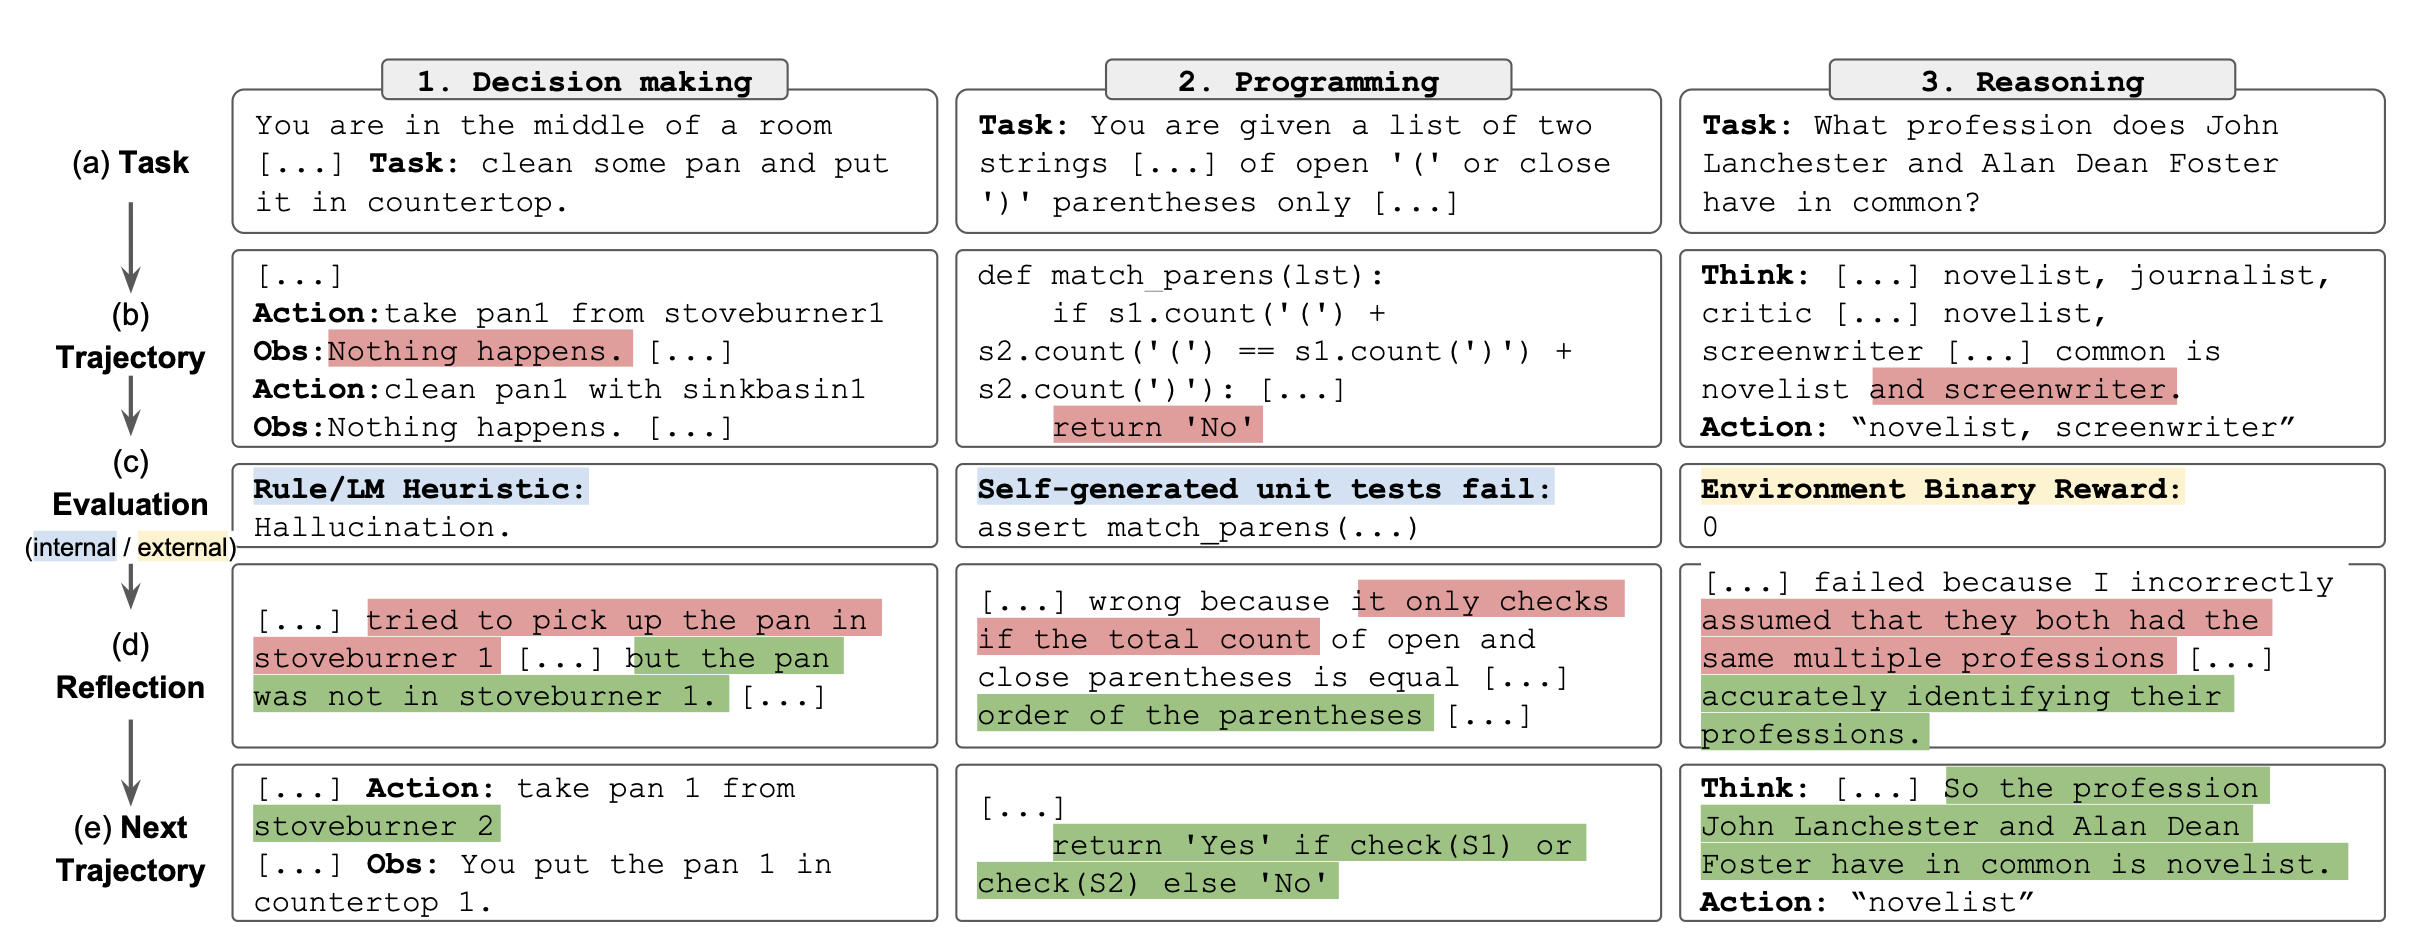 1. Decision making
2. Programming
3. Reasoning
(a) Task
You are in the middle of a room
[...] Task: clean some pan and put
it in countertop.
Task: You are given a list of two
strings [...] of open '(' or close
')' parentheses only [...]
Task: What profession does John
Lanchester and Alan Dean Foster
have in common?
(b)
Trajectory
[...]
Action:take pan1 from stoveburner1
Obs:Nothing happens. [...]
Action:clean pan1 with sinkbasin1
Obs:Nothing happens. [...]
def match_parens(lst):
if s1.count('(') +
s2.count('(') == s1.count(')') +
s2.count(')'): [...]
return 'No'
Think: [...] novelist, journalist,
critic [...] novelist,
screenwriter [...] common is
novelist and screenwriter.
Action: “novelist, screenwriter”
(c)
Evaluation
(internal / external)
Rule/LM Heuristic:
Hallucination.
Self-generated unit tests fail:
assert match_parens(...)
Environment Binary Reward:
0
(d)
Reflection
[...] tried to pick up the pan in
stoveburner 1 [...] but the pan
was not in stoveburner 1. [...]
[...] wrong because it only checks
if the total count of open and
close parentheses is equal [...]
order of the parentheses [...]
[...] failed because I incorrectly
assumed that they both had the
same multiple professions [...]
accurately identifying their
professions.
(e) Next
Trajectory
[...] Action: take pan 1 from
stoveburner 2
[...] Obs: You put the pan 1 in
countertop 1.
[...]
return 'Yes' if check(S1) or
check(S2) else 'No'
Think: [...] So the profession
John Lanchester and Alan Dean
Foster have in common is novelist.
Action: “novelist”